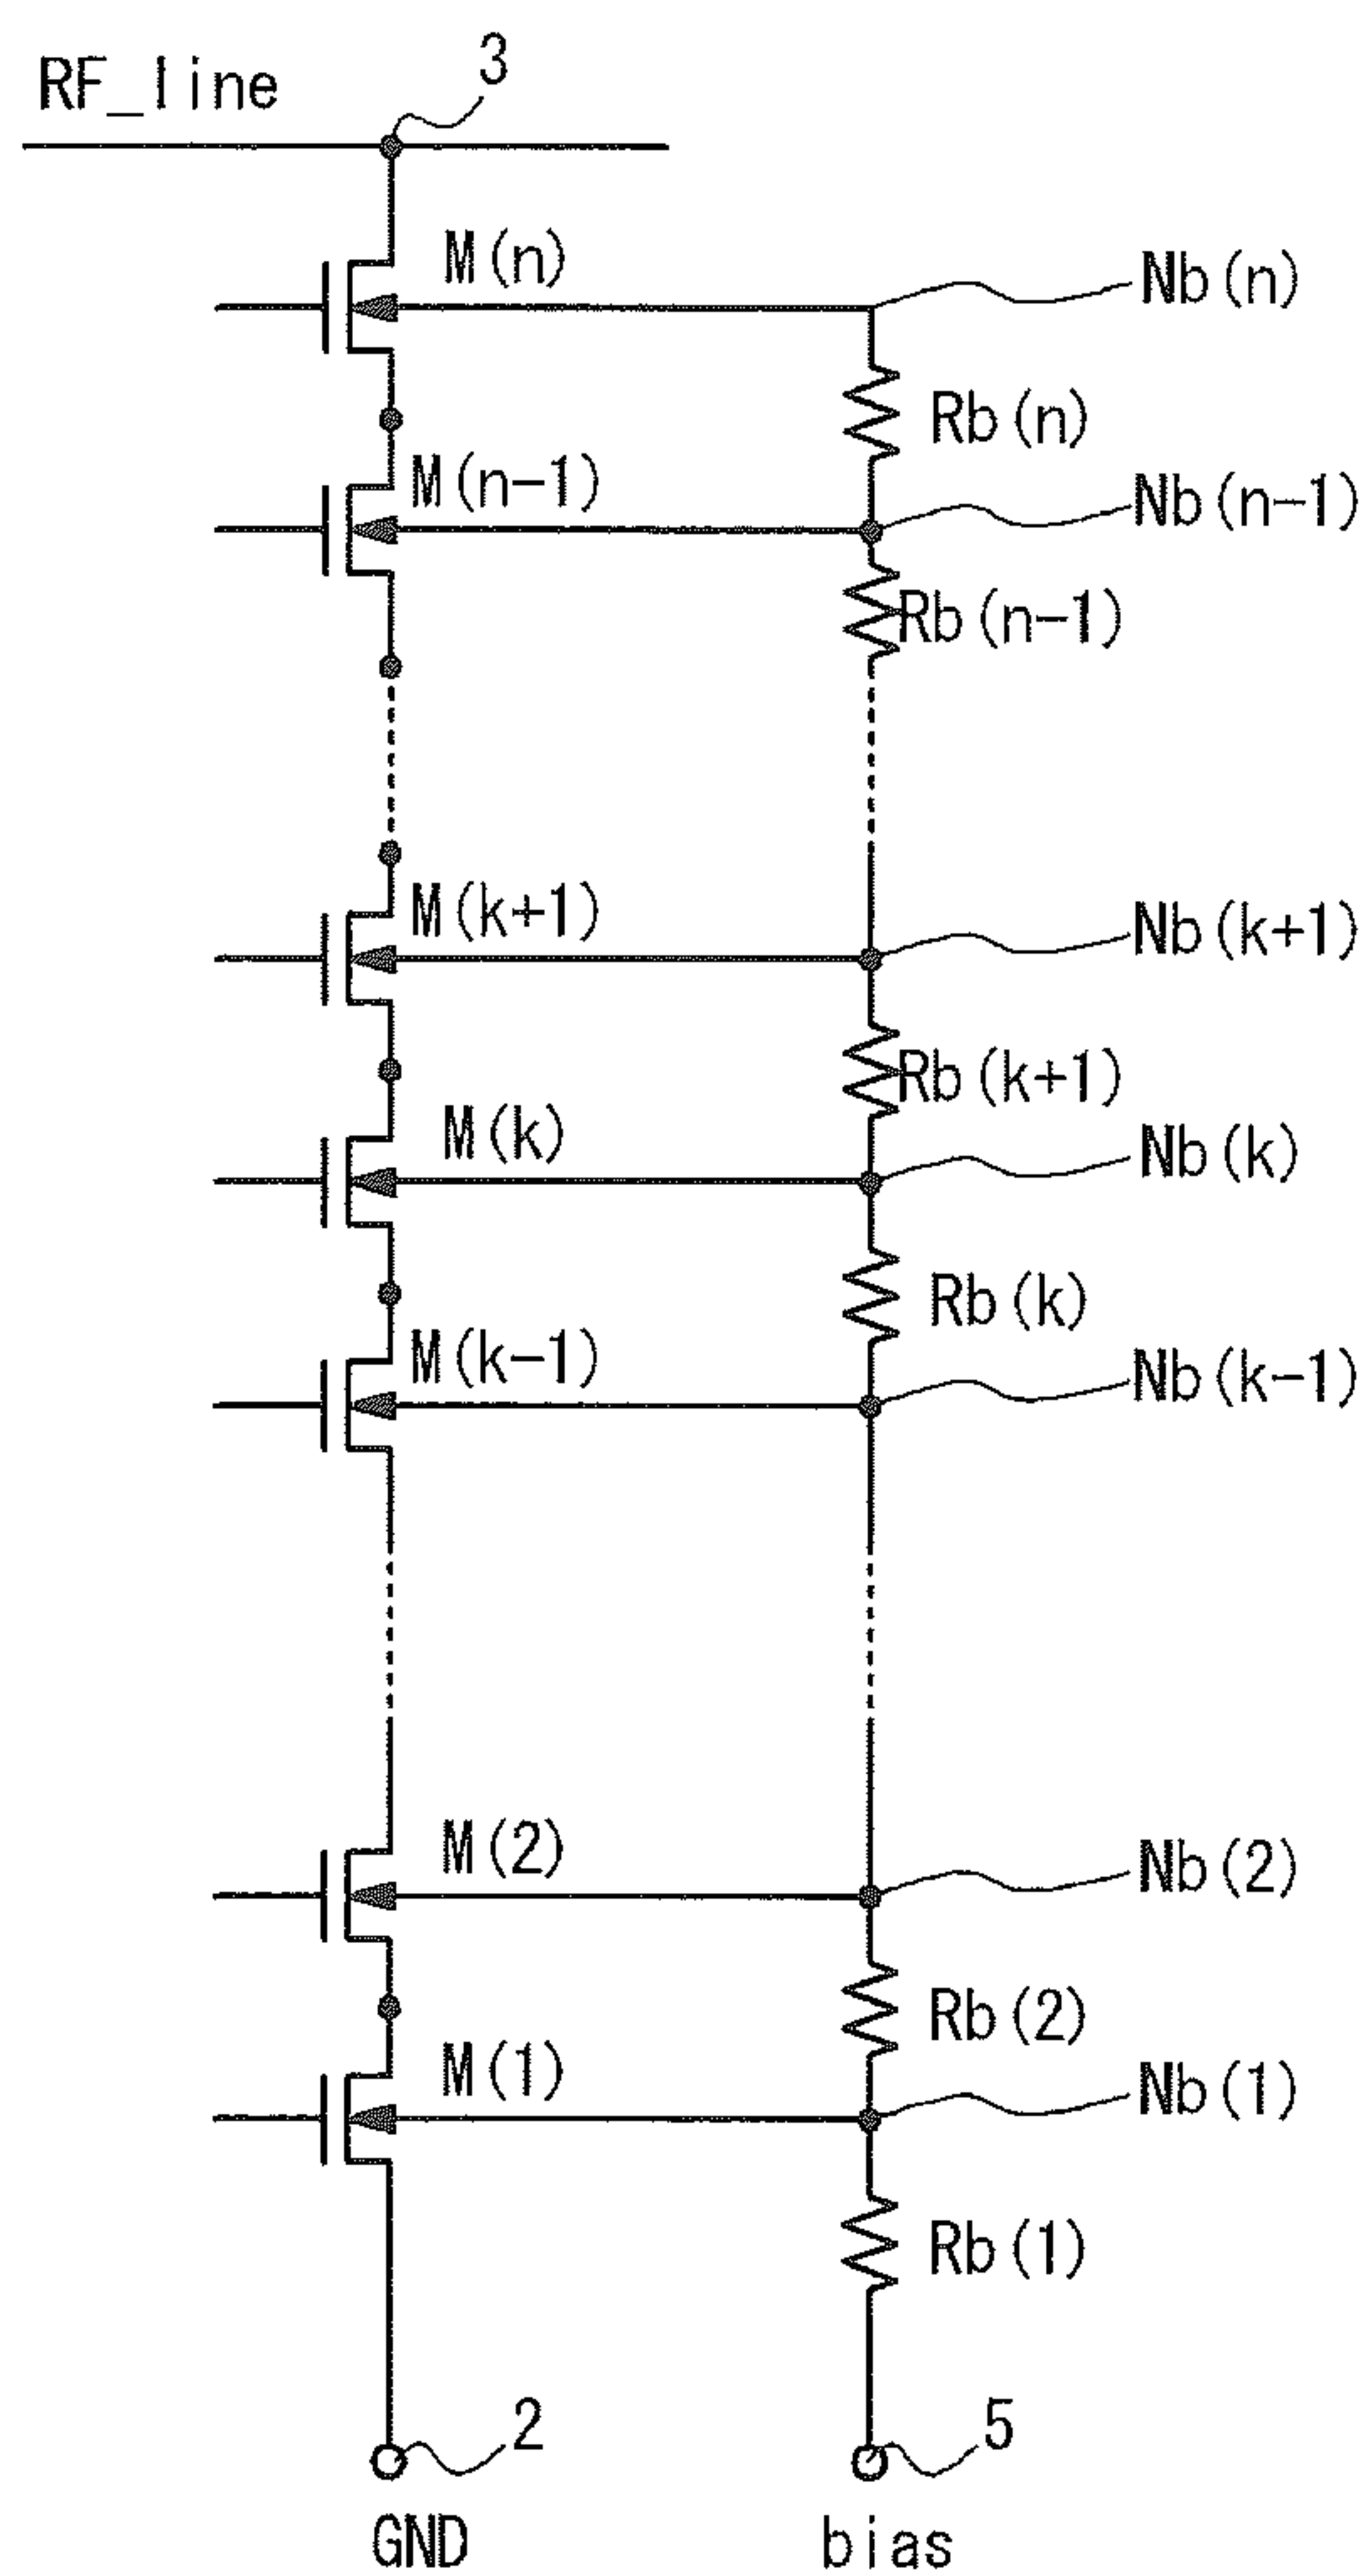 3
RF_line
M(n)
Nb(n)
Rb(n)
M(n-1)
Nb(n-1)
Rb(n-1)
M(k+1)
Nb(k+1)
Rb(k+1)
M(k)
Nb(k)
Rb(k)
M(k-1)
Nb(k-1)
M(2)
Nb(2)
Rb(2)
M(1)
Nb(1)
Rb(1)
2
5
GND
bias